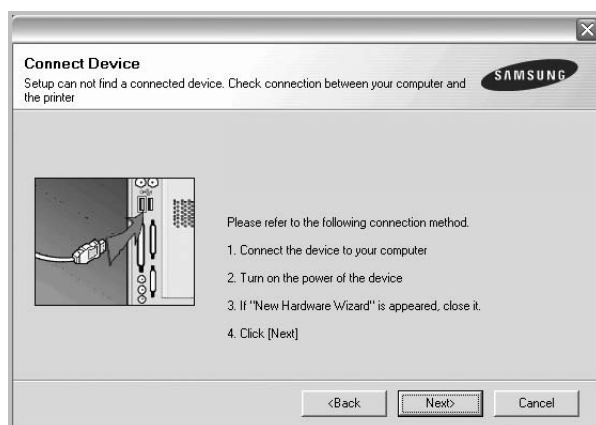 Connect Device
Setup can not find a connected device. Check connection between your computer and
the printer
SAMSUNG
Please refer to the following connection method.
1. Connect the device to your computer
2. Turn on the power of the device
3. If "New Hardware Wizard" is appeared, close it.
4. Click [Next]
<Back
Next>
Cancel